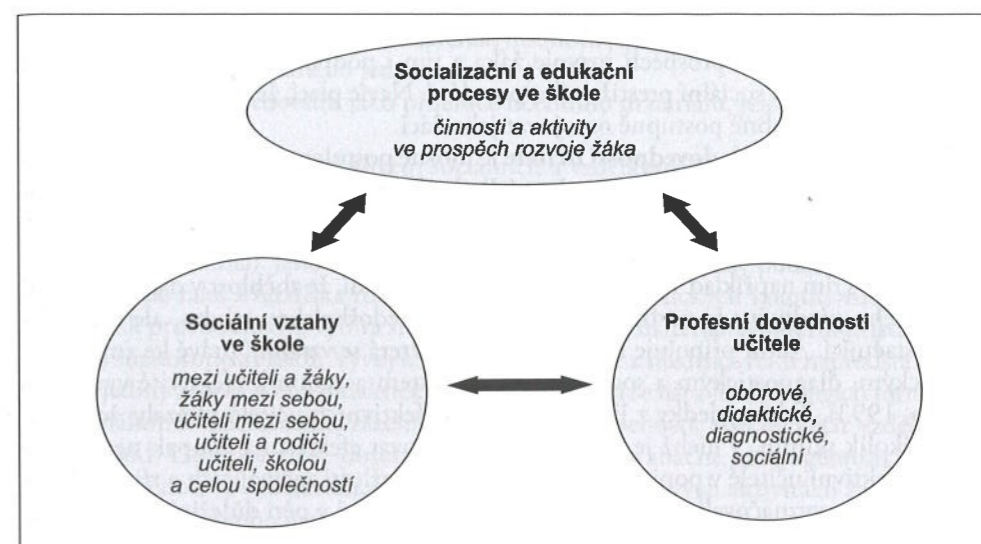 Socializační a edukační
procesy ve škole
činnosti a aktivity
ve prospěch rozvoje žáka
Sociální vztahy
ve škole
mezi učiteli a žáky,
žáky mezi sebou,
učiteli mezi sebou,
učiteli a rodiči,
učiteli, školou
a celou společností
Profesní dovednosti
učitele
oborové,
didaktické,
diagnostické,
sociální